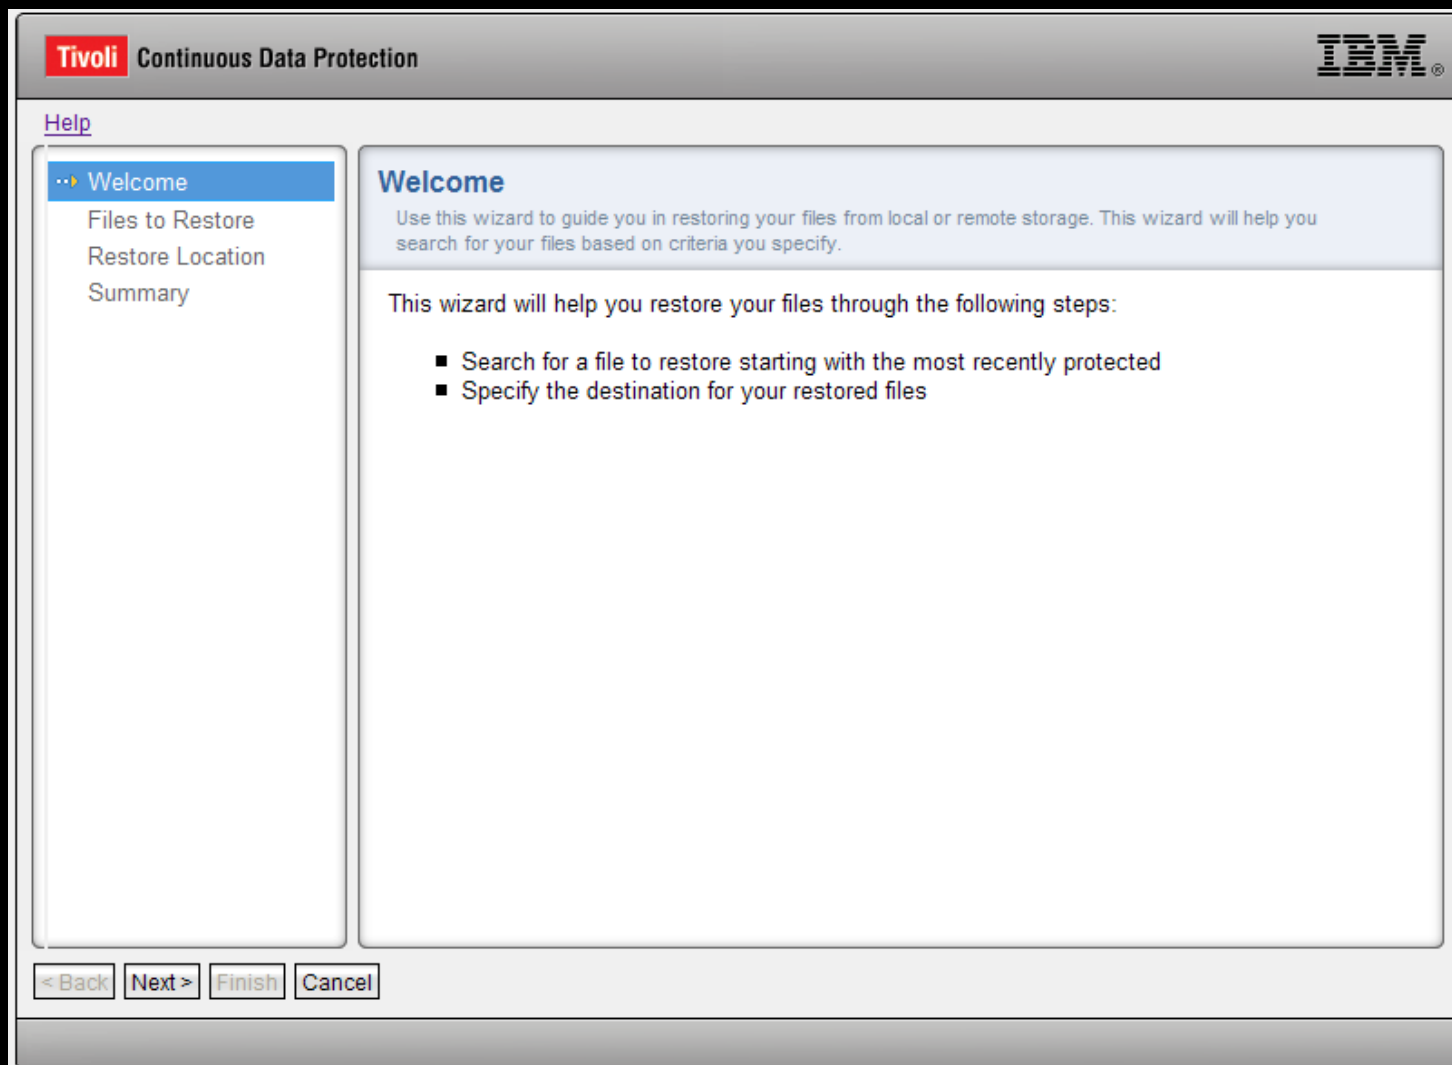 Tivoli Continuous Data Protection
IBM®
Help
Welcome
Files to Restore
Restore Location
Summary
Welcome
Use this wizard to guide you in restoring your files from local or remote storage. This wizard will help you
search for your files based on criteria you specify.
This wizard will help you restore your files through the following steps:
Search for a file to restore starting with the most recently protected
Specify the destination for your restored files
< Back Next > Finish Cancel